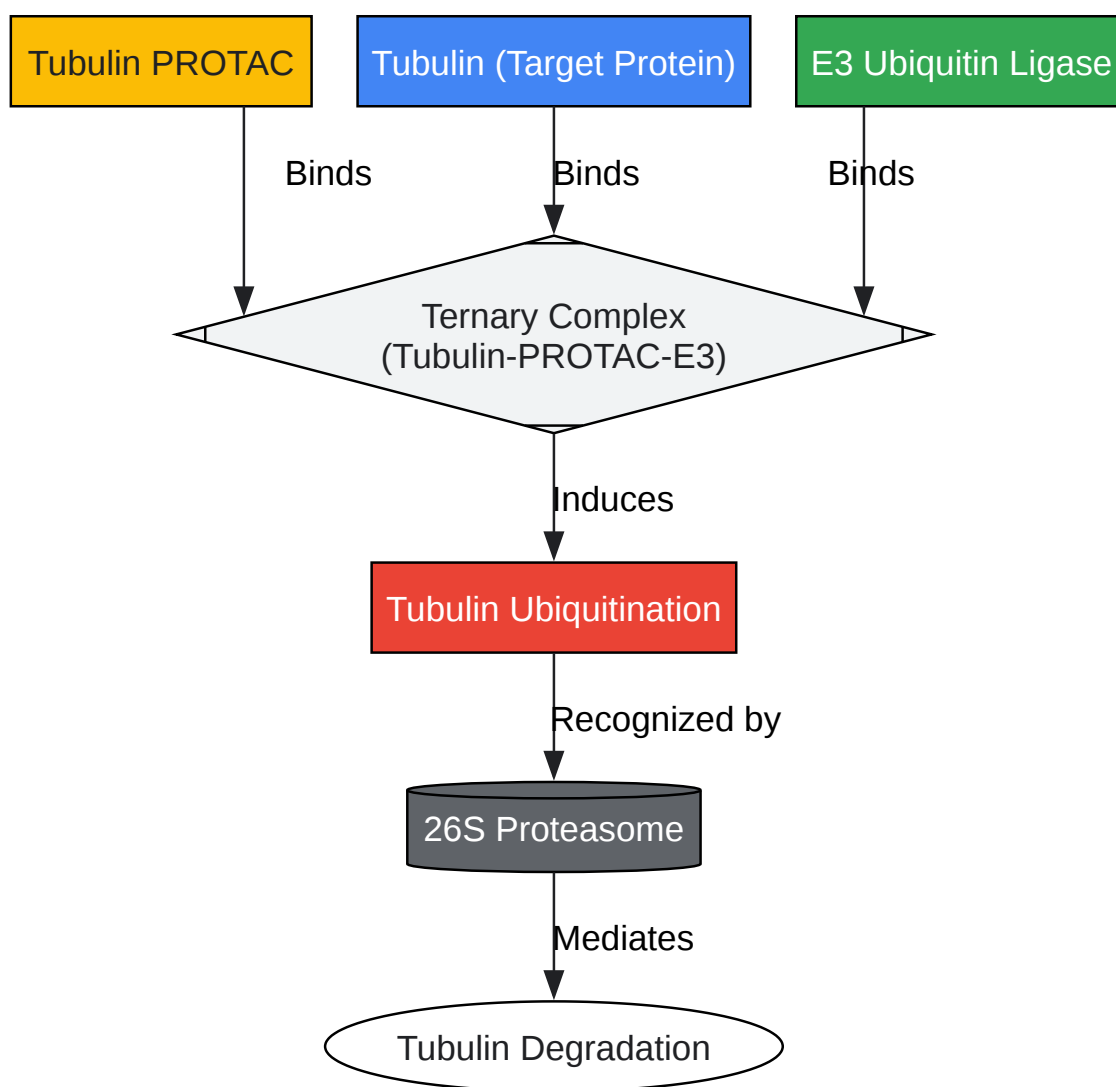 Tubulin PROTAC
Tubulin (Target Protein)
E3 Ubiquitin Ligase
Binds
Binds
Binds
Ternary Complex
(Tubulin-PROTAC-E3)
Induces
Tubulin Ubiquitination
Recognized by
26S Proteasome
Mediates
Tubulin Degradation